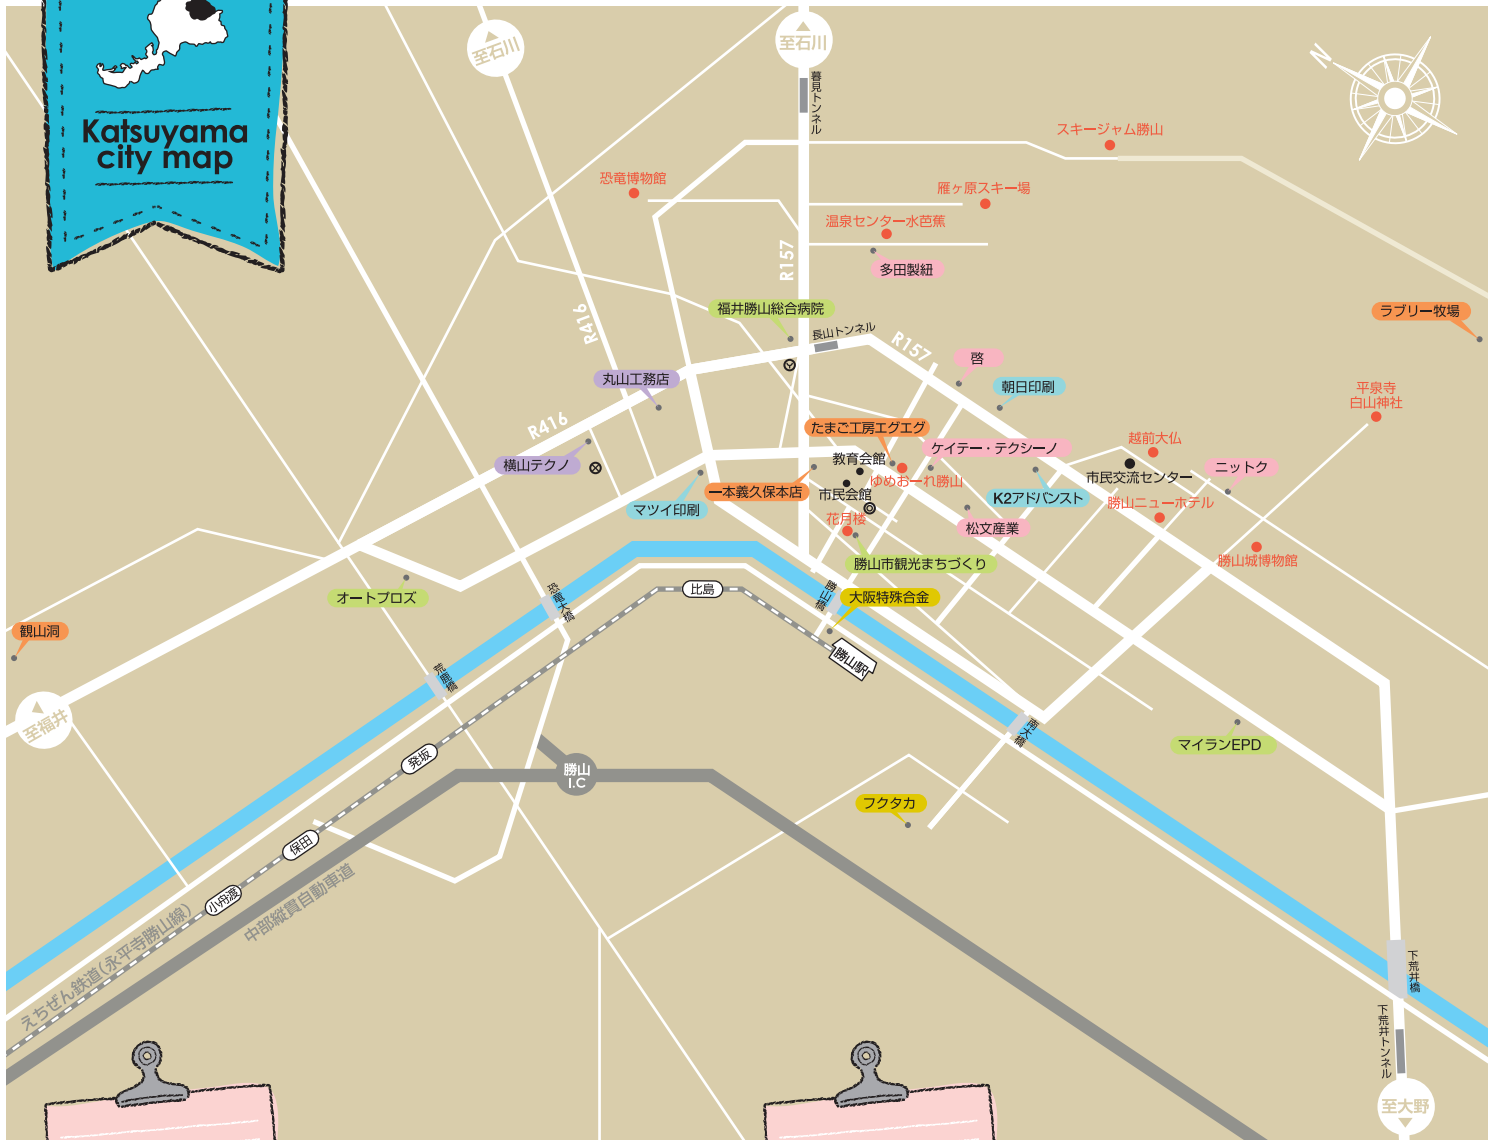 Katsuyama
city map
至石川
至石川
暮見トンネル
N
スキージャム勝山
恐竜博物館
雁ヶ原スキー場
温泉センター水芭蕉
多田製紐
R157
R416
福井勝山総合病院
長山トンネル
R157
ラブリー牧場
啓
丸山工務店
朝日印刷
平泉寺
白山神社
R416
たまご工房エグエグ
ケイテー・テクシーノ
越前大仏
横山テクノ
教育会館
ゆめおーれ勝山
市民交流センター
ニットク
一本義久保本店
市民会館
K2アドバンスト
マツイ印刷
勝山ニューホテル
花月楼
松文産業
勝山市観光まちづくり
勝山城博物館
オートプロズ
恐竜大橋
比島
勝山橋
大阪特殊合金
観山洞
勝山駅
荒鹿橋
至福井
南大橋
マイランEPD
発坂
勝山
I.C
フクタカ
保田
小舟渡
中部縦貫自動車道
えちぜん鉄道(永平寺勝山線)
下荒井橋
下荒井トンネル
至大野